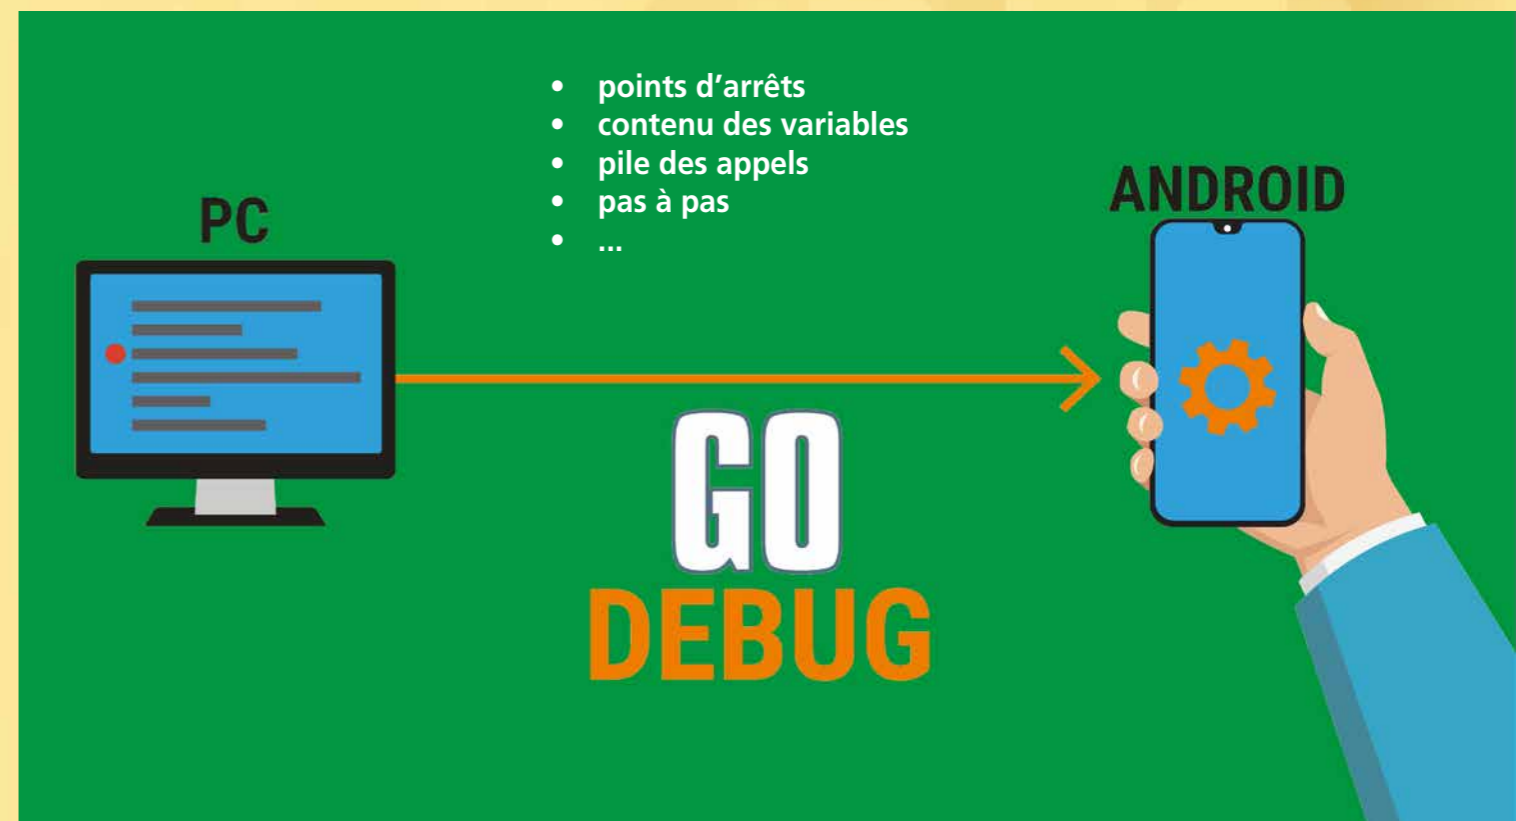 • points d’arrêts
• contenu des variables
• pile des appels
• pas à pas
• ...
PC
ANDROID
GO
DEBUG